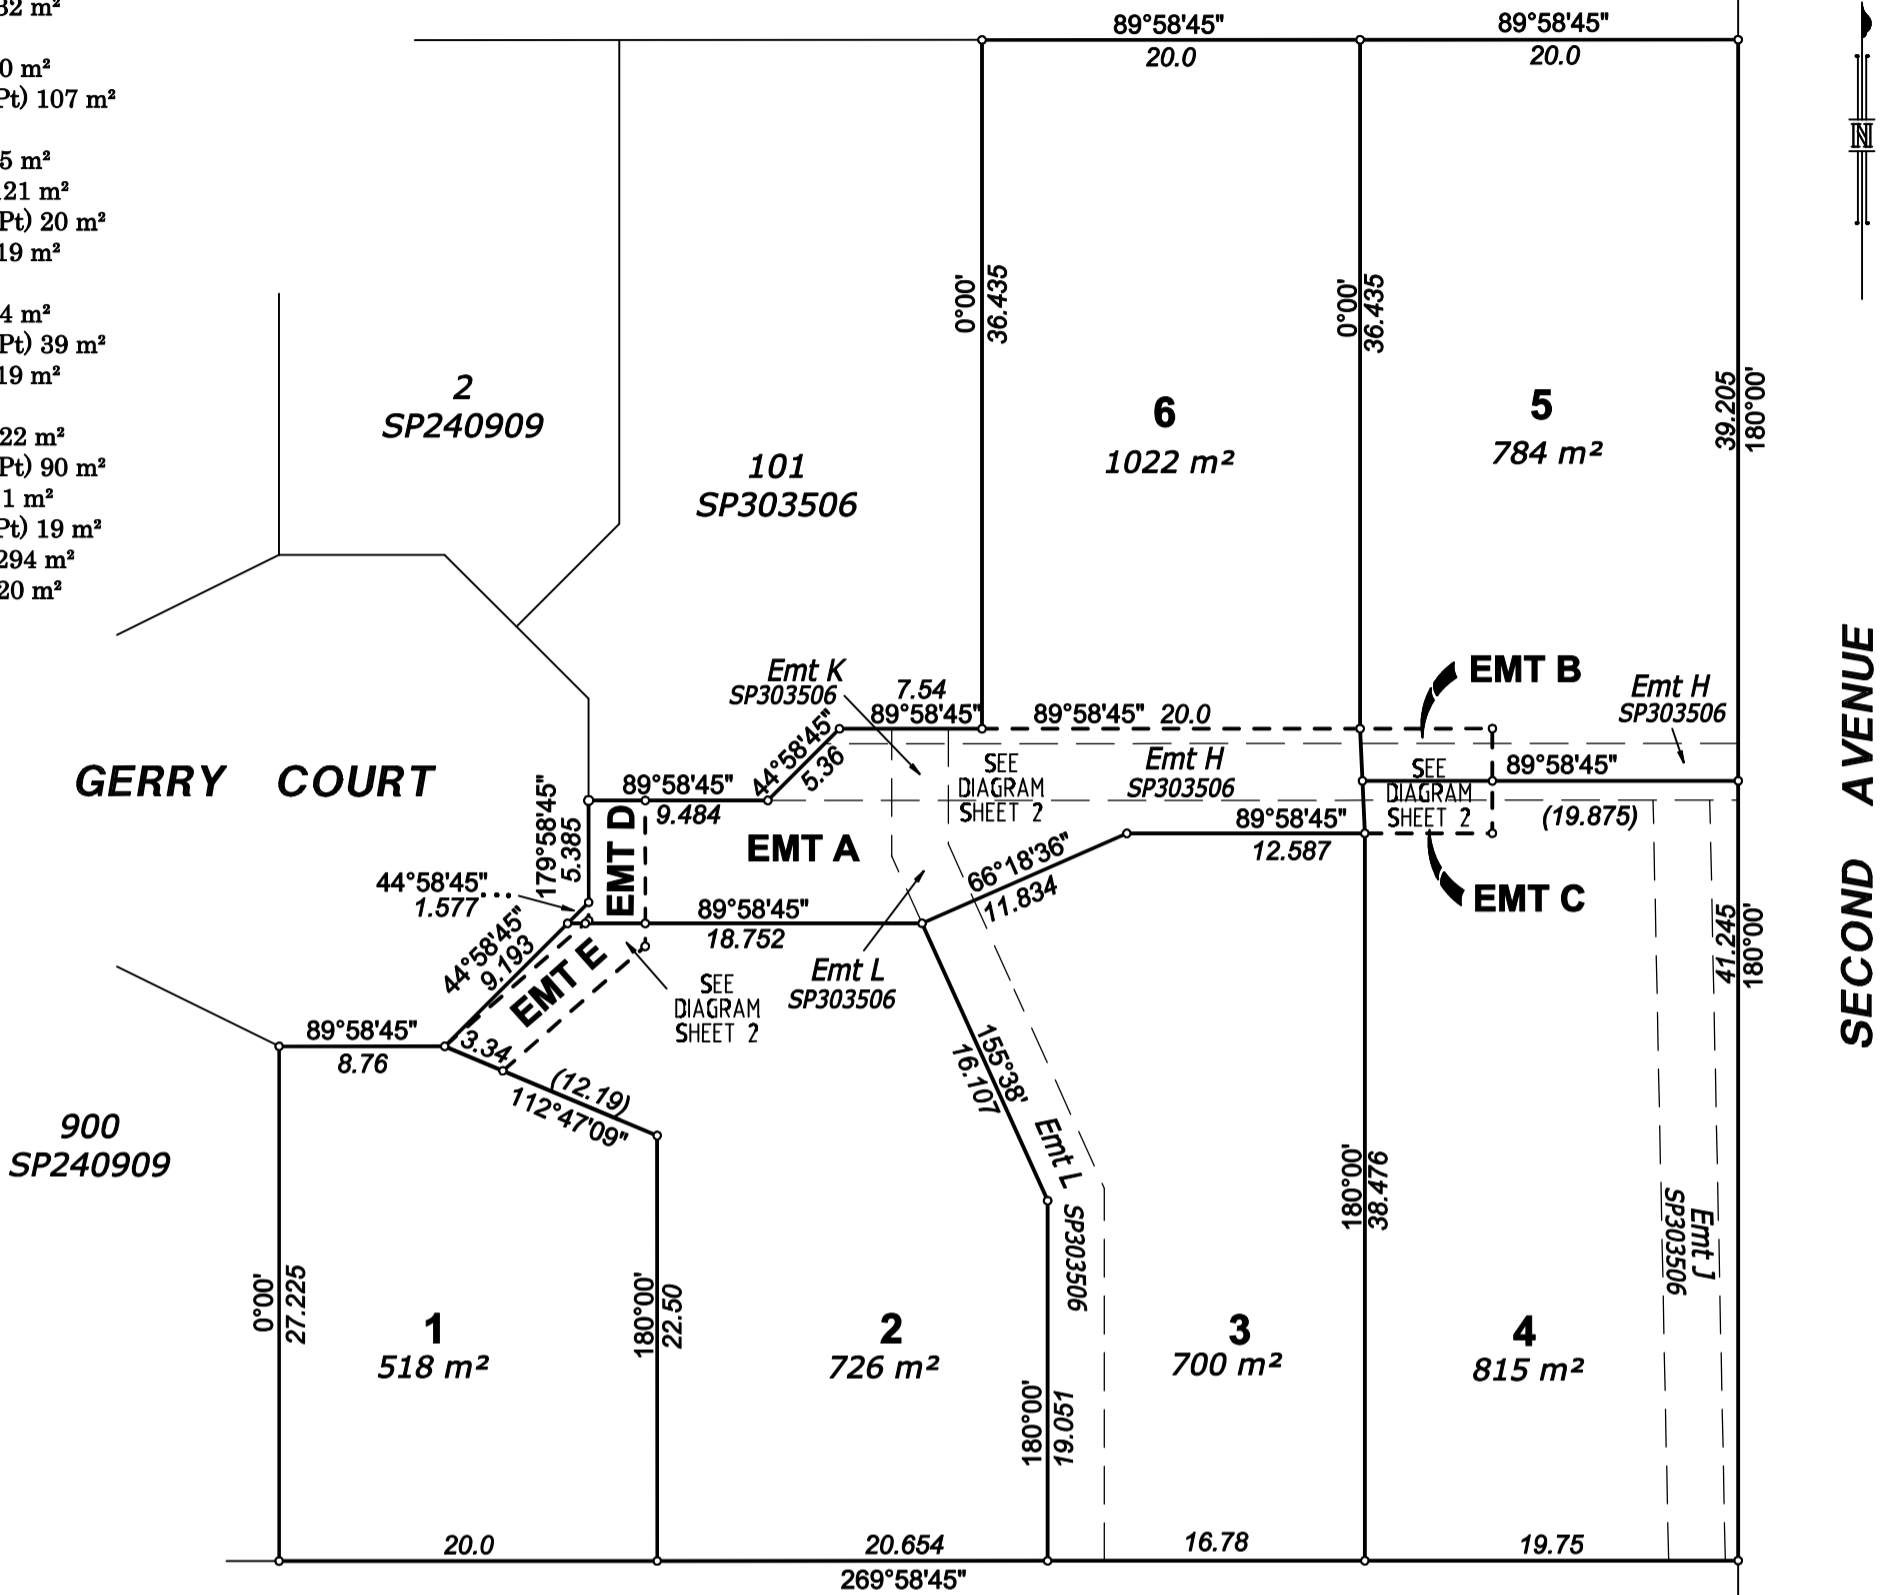 32 m²
0 m²
Pt) 107 m²
5 m²
121 m²
Pt) 20 m²
19 m²
4 m²
Pt) 39 m²
19 m²
22 m²
Pt) 90 m²
1 m²
Pt) 19 m²
294 m²
20 m²
89°58'45"
20.0
89°58'45"
20.0
N
0°00'
36.435
0°00'
36.435
39.205
180°00'
2
SP240909
101
SP303506
6
1022 m²
5
784 m²
Emt K
SP303506
7.54
89°58'45"
89°58'45" 20.0
EMT B
Emt H
SP303506
44°58'45"
5.36
SEE
DIAGRAM
SHEET 2
Emt H
SP303506
SEE
DIAGRAM
SHEET 2
89°58'45"
(19.875)
GERRY COURT
SECOND AVENUE
179°58'45"
5.385
89°58'45"
9.484
EMT D
EMT A
89°58'45"
12.587
66°18'36"
11.834
EMT C
44°58'45"
1.577
89°58'45"
18.752
44°58'45"
9.193
EMT E
SEE
DIAGRAM
SHEET 2
Emt L
SP303506
41.245
180°00'
89°58'45"
8.76
3.34
(12.19)
112°47'09"
155°38'
16.107
Emt L SP303506
900
SP240909
180°00'
38.476
Emt J
SP303506
0°00'
27.225
180°00'
22.50
1
518 m²
2
726 m²
3
700 m²
4
815 m²
180°00'
19.051
20.0
20.654
16.78
19.75
269°58'45"